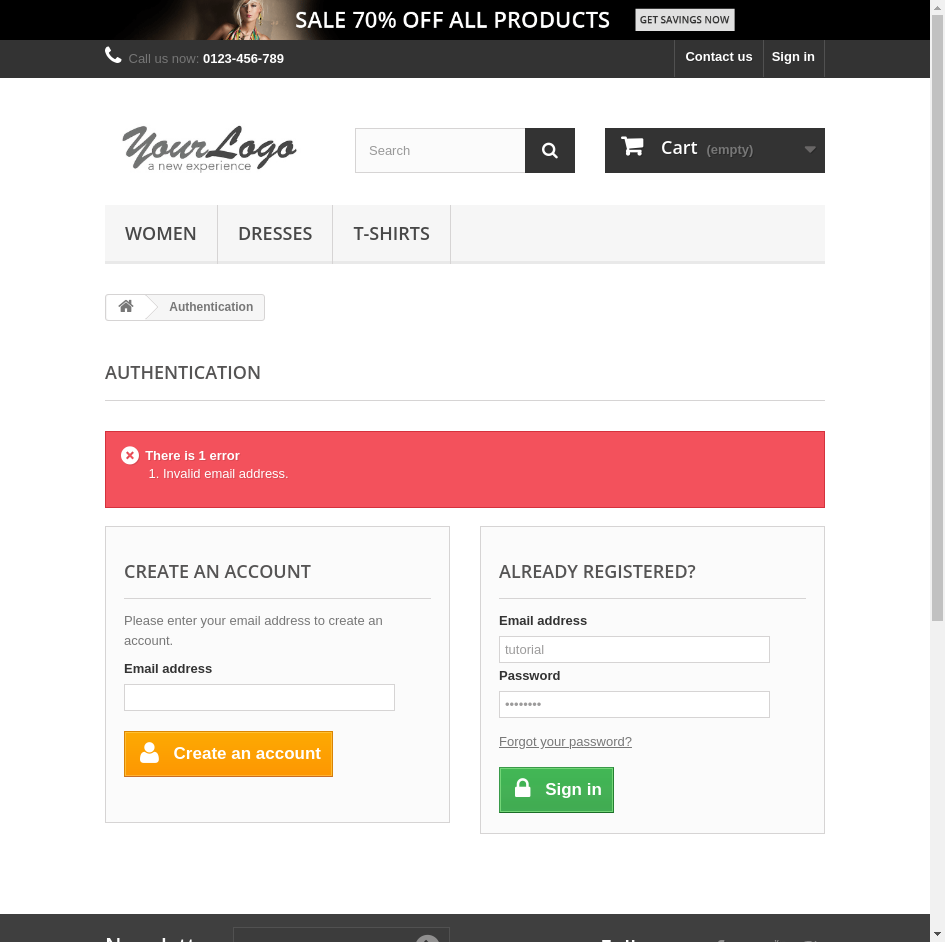 SALE 70% OFF ALL PRODUCTS GET SAVINGS NOW
Call us now: 0123-456-789 Contact us Sign in
YourLogo
a new experience
Search
Cart (empty)
WOMEN DRESSES T-SHIRTS
Authentication
AUTHENTICATION
There is 1 error
1. Invalid email address.
CREATE AN ACCOUNT
Please enter your email address to create an
account.
Email address
Create an account
ALREADY REGISTERED?
Email address
tutorial
Password
••••••••
Forgot your password?
Sign in